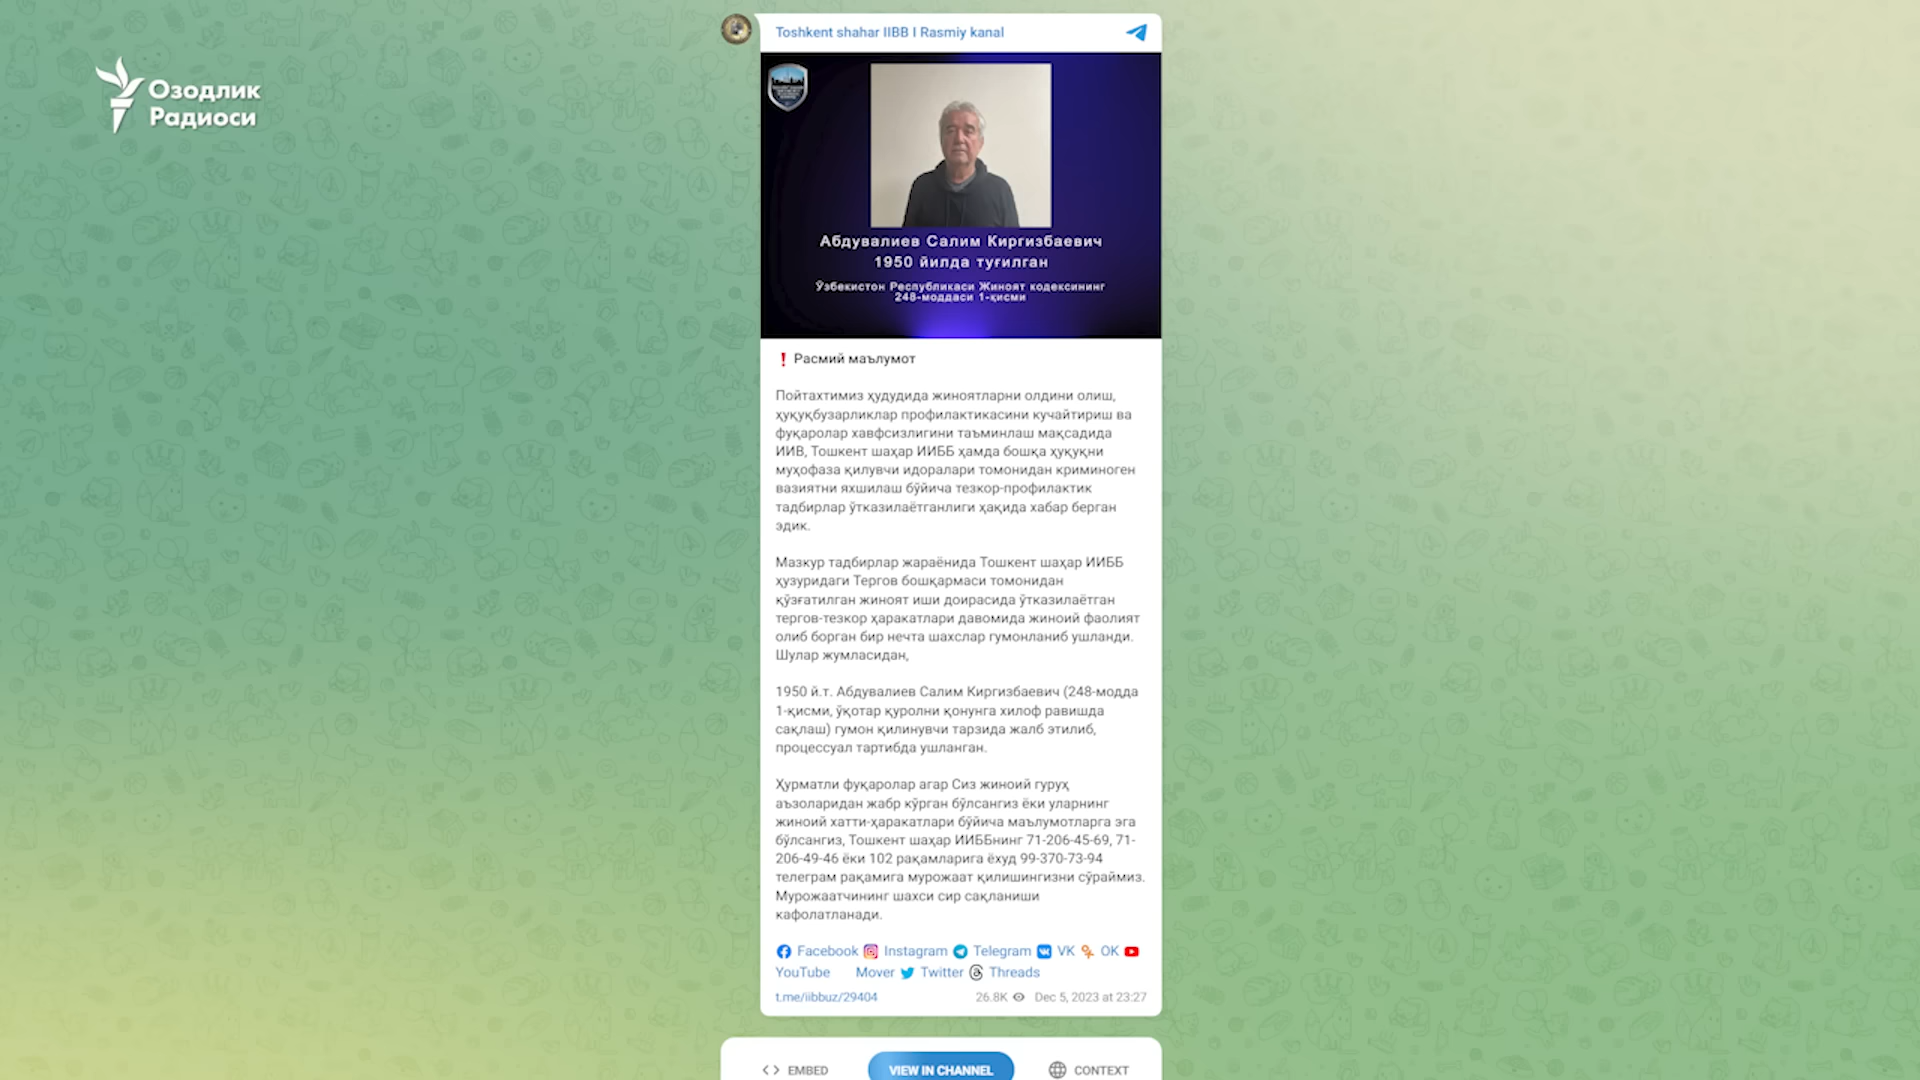 Озодлик
Радиоси
Toshkent shahar IIBB I Rasmiy kanal
Абдувалиев Салим Киргизбаевич
1950 йилда туғилган
Ўзбекистон Республикаси Жиноят кодексининг
248-моддаси 1-қисми
❗ Расмий маълумот
Пойтахтимиз ҳудудида жиноятларни олдини олиш,
ҳуқуқбузарликлар профилактикасини кучайтириш ва
фуқаролар хавфсизлигини таъминлаш мақсадида
ИИВ, Тошкент шаҳар ИИББ ҳамда бошқа ҳуқуқни
муҳофаза қилувчи идоралари томонидан криминоген
вазиятни яхшилаш бўйича тезкор-профилактик
тадбирлар ўтказилаётганлиги ҳақида хабар берган
эдик.
Мазкур тадбирлар жараёнида Тошкент шаҳар ИИББ
ҳузуридаги Тергов бошқармаси томонидан
қўзғатилган жиноят иши доирасида ўтказилаётган
тергов-тезкор ҳаракатлари давомида жиноий фаолият
олиб борган бир нечта шахслар гумонланиб ушланди.
Шулар жумласидан,
1950 й.т. Абдувалиев Салим Киргизбаевич (248-модда
1-қисми, ўқотар қуролни қонунга хилоф равишда
сақлаш) гумон қилинувчи тарзида жалб этилиб,
процессуал тартибда ушланган.
Ҳурматли фуқаролар агар Сиз жиноий гуруҳ
аъзоларидан жабр кўрган бўлсангиз ёки уларнинг
жиноий хатти-ҳаракатлари бўйича маълумотларга эга
бўлсангиз, Тошкент шаҳар ИИББнинг 71-206-45-69, 71-
206-49-46 ёки 102 рақамларига ёхуд 99-370-73-94
телеграм рақамига мурожаат қилишингизни сўраймиз.
Мурожаатчининг шахси сир сақланиши
кафолатланади.
Facebook Instagram Telegram VK OK
YouTube Mover Twitter Threads
t.me/iibbuz/29404 26.8K Dec 5, 2023 at 23:27
EMBED VIEW IN CHANNEL CONTEXT